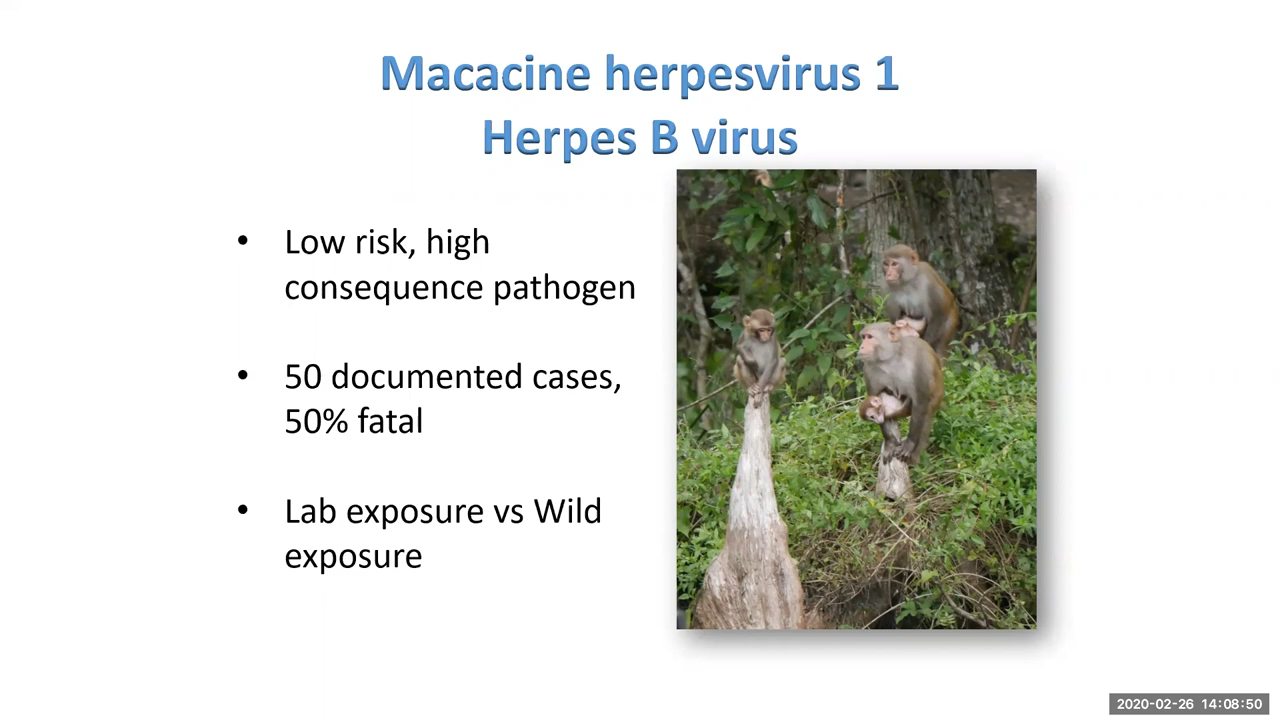 Macacine herpesvirus 1
Herpes B virus
• Low risk, high
consequence pathogen
• 50 documented cases,
50% fatal
• Lab exposure vs Wild
exposure
2020-02-26 14:08:50